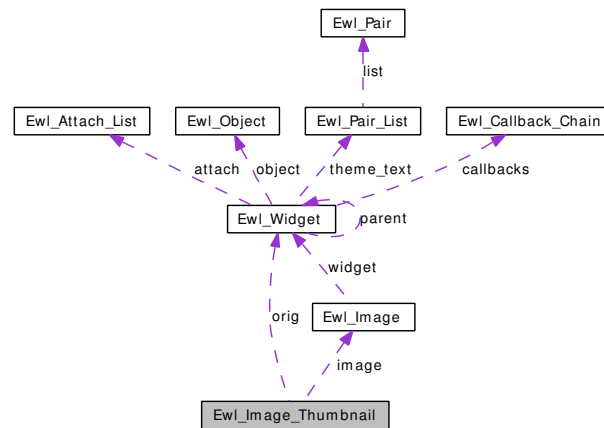 Ewl_Pair
list
Ewl_Attach_List
Ewl_Object
Ewl_Pair_List
Ewl_Callback_Chain
attach
object
theme_text
callbacks
Ewl_Widget
parent
widget
orig
Ewl_Image
image
Ewl_Image_Thumbnail